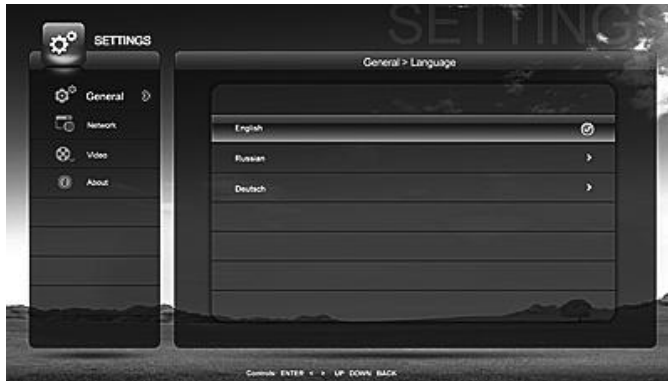 SETTINGS
SETTINGS
General > Language
General
Network
Video
About
English
Russian
Deutsch
Controls: ENTER < > UP DOWN BACK